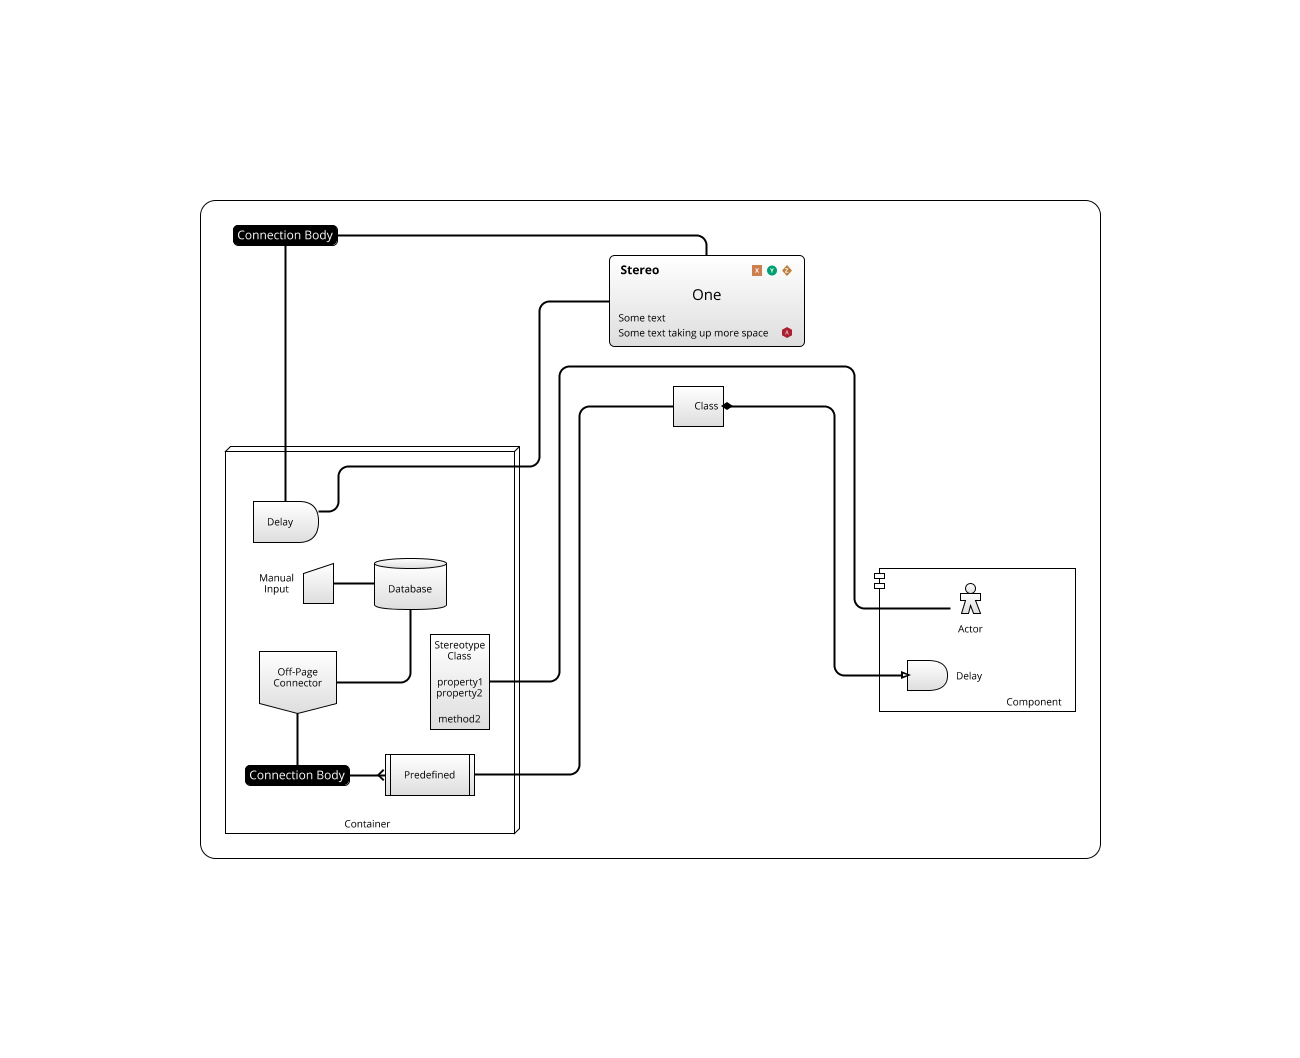 Connection Body
Stereo
X Y Z
One
Some text
Some text taking up more space
A
Class
Delay
Manual
Input
Database
Stereotype
Class
property1
property2
method2
Off-Page
Connector
Connection Body
Predefined
Container
Actor
Delay
Component